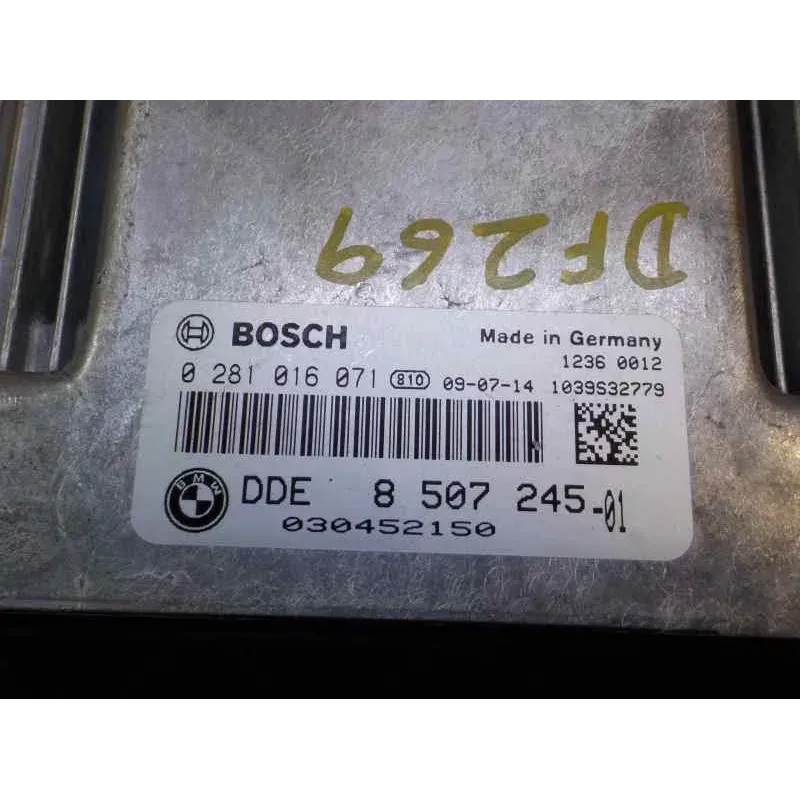 DF269
BOSCH Made in Germany
1236 0012
0 281 016 071 810 09-07-14 1039S32779
BMW DDE 8 507 245-01
030452150